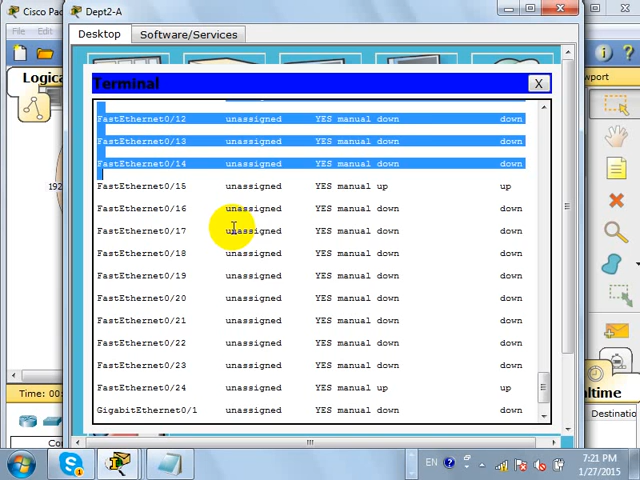 Cisco Pac
Dept2-A
File
Edit
Desktop
Software/Services
Logica
Terminal
X
wport
FastEthernet0/12 unassigned YES manual down down
FastEthernet0/13 unassigned YES manual down down
FastEthernet0/14 unassigned YES manual down down
FastEthernet0/15 unassigned YES manual up up
192
FastEthernet0/16 unassigned YES manual down down
FastEthernet0/17 unassigned YES manual down down
FastEthernet0/18 unassigned YES manual down down
FastEthernet0/19 unassigned YES manual down down
FastEthernet0/20 unassigned YES manual down down
FastEthernet0/21 unassigned YES manual down down
FastEthernet0/22 unassigned YES manual down down
FastEthernet0/23 unassigned YES manual down down
FastEthernet0/24 unassigned YES manual up up
GigabitEthernet0/1 unassigned YES manual down down
Time: 00:
Destinatio
Con
EN
7:21 PM
1/27/2015